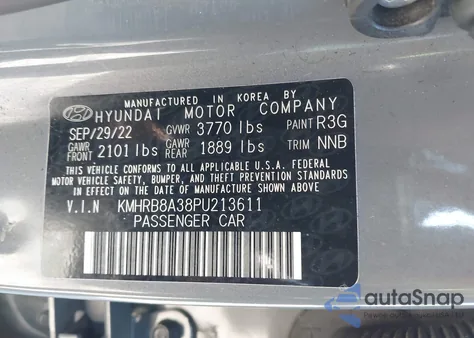 MANUFACTURED IN KOREA BY
HYUNDAI MOTOR COMPANY
SEP/29/22 GVWR 3770 lbs PAINT R3G
GAWR FRONT 2101 lbs GAWR REAR 1889 lbs TRIM NNB
THIS VEHICLE CONFORMS TO ALL APPLICABLE U.S.A. FEDERAL
MOTOR VEHICLE SAFETY, BUMPER, AND THEFT
PREVENTION STANDARDS IN EFFECT ON THE DATE OF
MANUFACTURE SHOWN ABOVE.
V.I.N KMHRB8A38PU213611
PASSENGER CAR
autaSnap